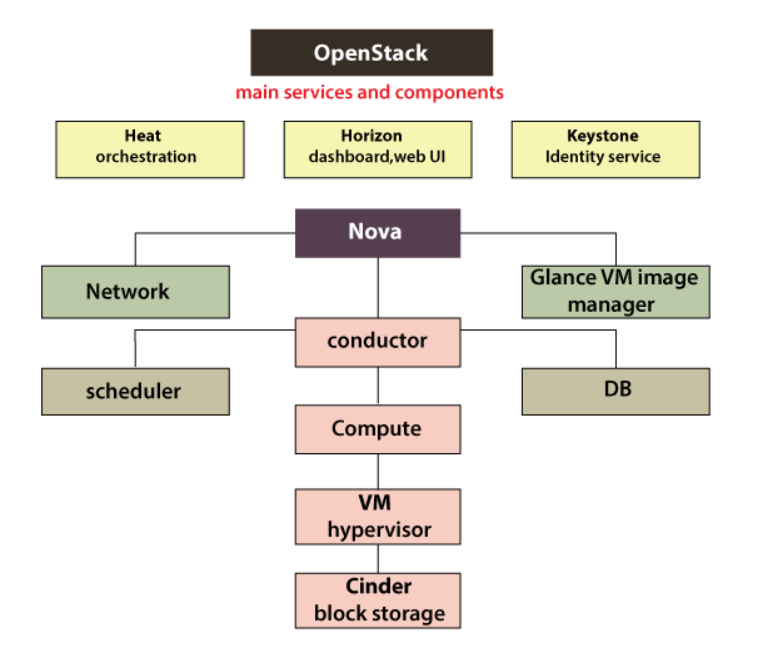 OpenStack
main services and components
Heat
orchestration
Horizon
dashboard,web UI
Keystone
Identity service
Nova
Network
Glance VM image
manager
conductor
scheduler
DB
Compute
VM
hypervisor
Cinder
block storage